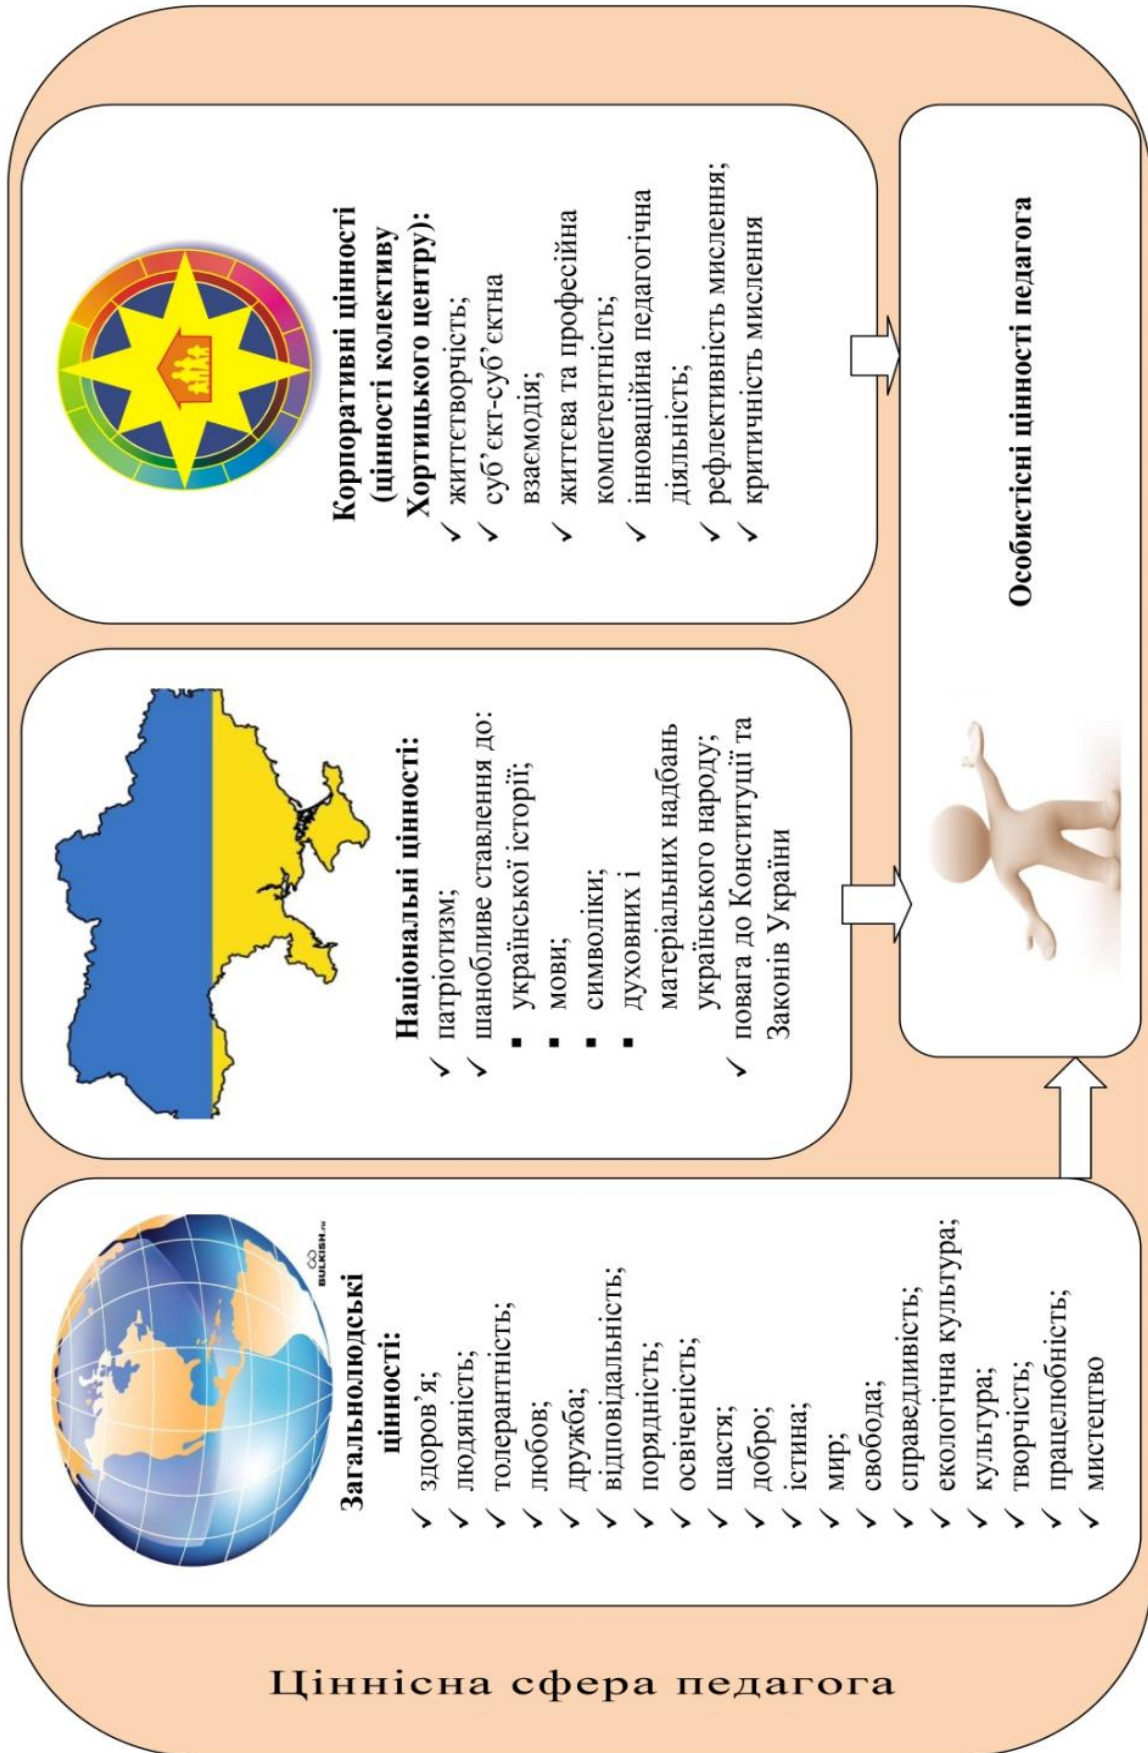 Ціннісна сфера педагога
BULKISH.ru
Загальнолюдські
цінності:
✓ здоров’я;
✓ людяність;
✓ толерантність;
✓ любов;
✓ дружба;
✓ відповідальність;
✓ порядність;
✓ освіченість;
✓ щастя;
✓ добро;
✓ істина;
✓ мир;
✓ свобода;
✓ справедливість;
✓ екологічна культура;
✓ культура;
✓ творчість;
✓ працелюбність;
✓ мистецтво
Національні цінності:
✓ патріотизм;
✓ шанобливе ставлення до:
▪ української історії;
▪ мови;
▪ символіки;
▪ духовних і
матеріальних надбань
українського народу;
✓ повага до Конституції та
Законів України
Корпоративні цінності
(цінності колективу
Хортицького центру):
✓ життєтворчість;
✓ суб’єкт-суб’єктна
взаємодія;
✓ життєва та професійна
компетентність;
✓ інноваційна педагогічна
діяльність;
✓ рефлективність мислення;
✓ критичність мислення
Особистісні цінності педагога